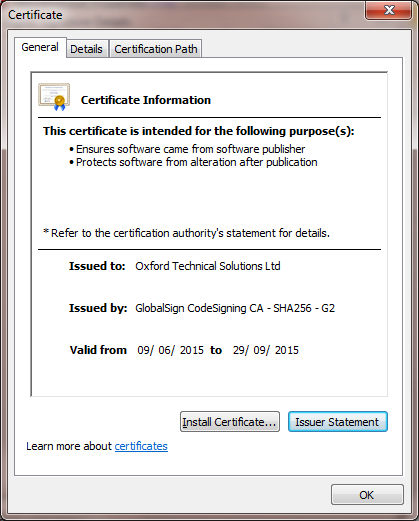 Certificate
General Details Certification Path
Certificate Information
This certificate is intended for the following purpose(s):
• Ensures software came from software publisher
• Protects software from alteration after publication
* Refer to the certification authority's statement for details.
Issued to: Oxford Technical Solutions Ltd
Issued by: GlobalSign CodeSigning CA - SHA256 - G2
Valid from 09/ 06/ 2015 to 29/ 09/ 2015
Install Certificate... Issuer Statement
Learn more about certificates
OK